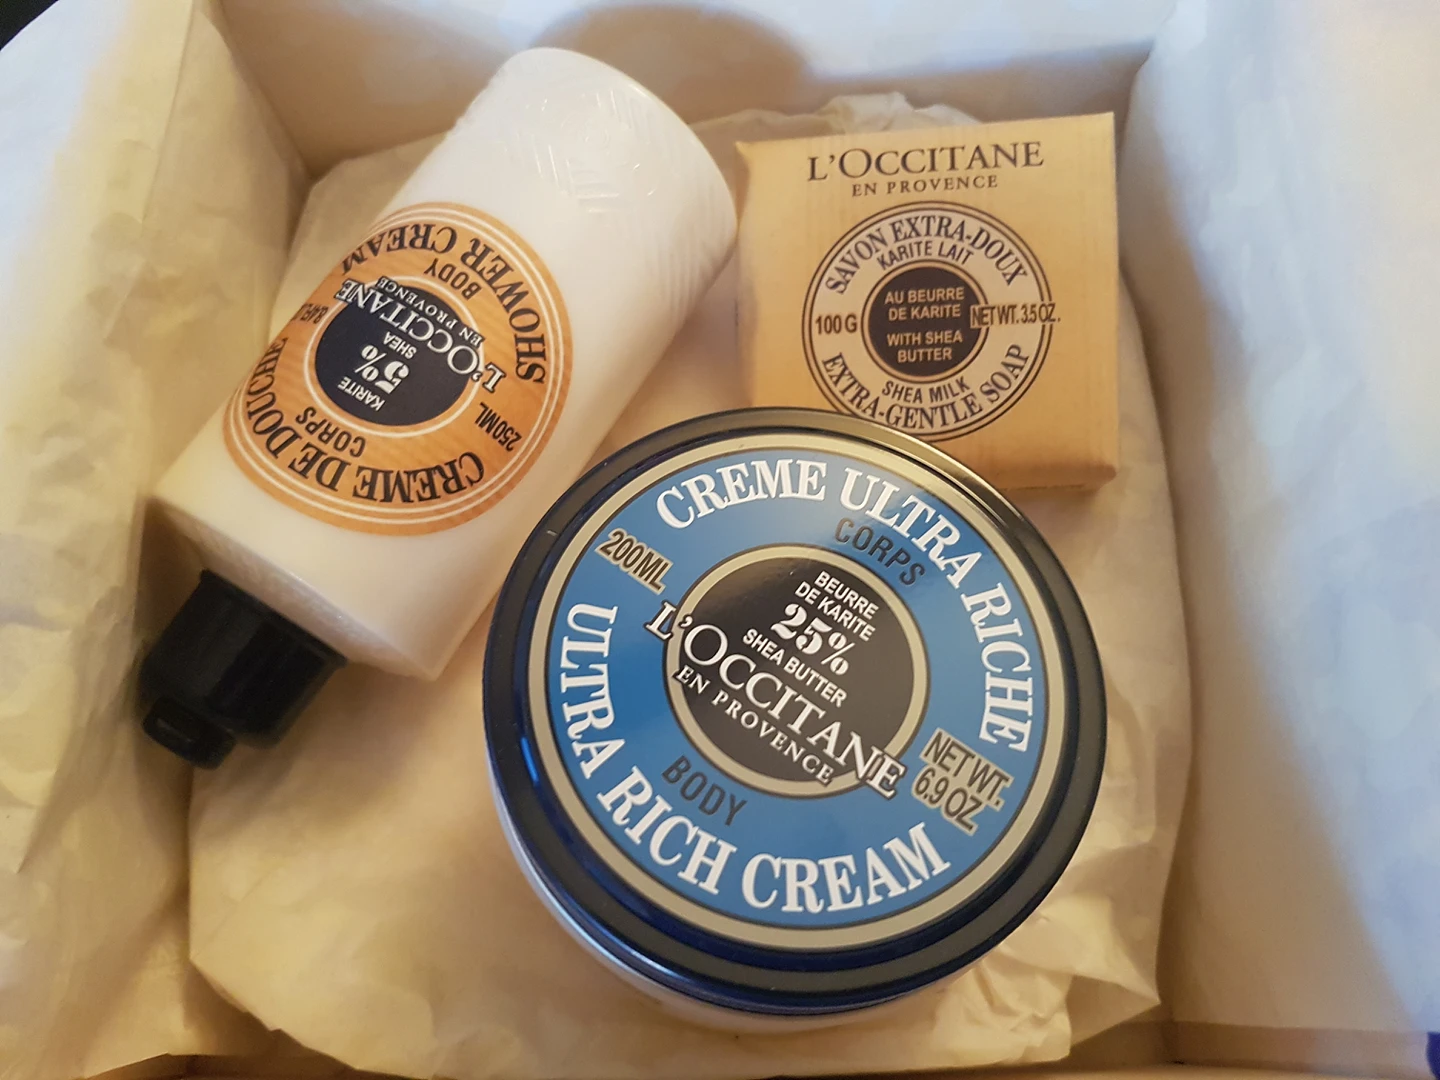 CREME DE DOUCHE
CORPS
KARITE
5%
SHEA
L'OCCITANE
EN PROVENCE
250ML
BODY
SHOWER CREAM
L'OCCITANE
EN PROVENCE
SAVON EXTRA-DOUX
KARITE LAIT
AU BEURRE
DE KARITE
100 G
NET WT. 3.5 OZ.
WITH SHEA
BUTTER
SHEA MILK
EXTRA-GENTLE SOAP
CREME ULTRA RICHE
CORPS
200ML
BEURRE
DE KARITE
25%
SHEA BUTTER
L'OCCITANE
EN PROVENCE
NET WT.
6.9 OZ
BODY
ULTRA RICH CREAM